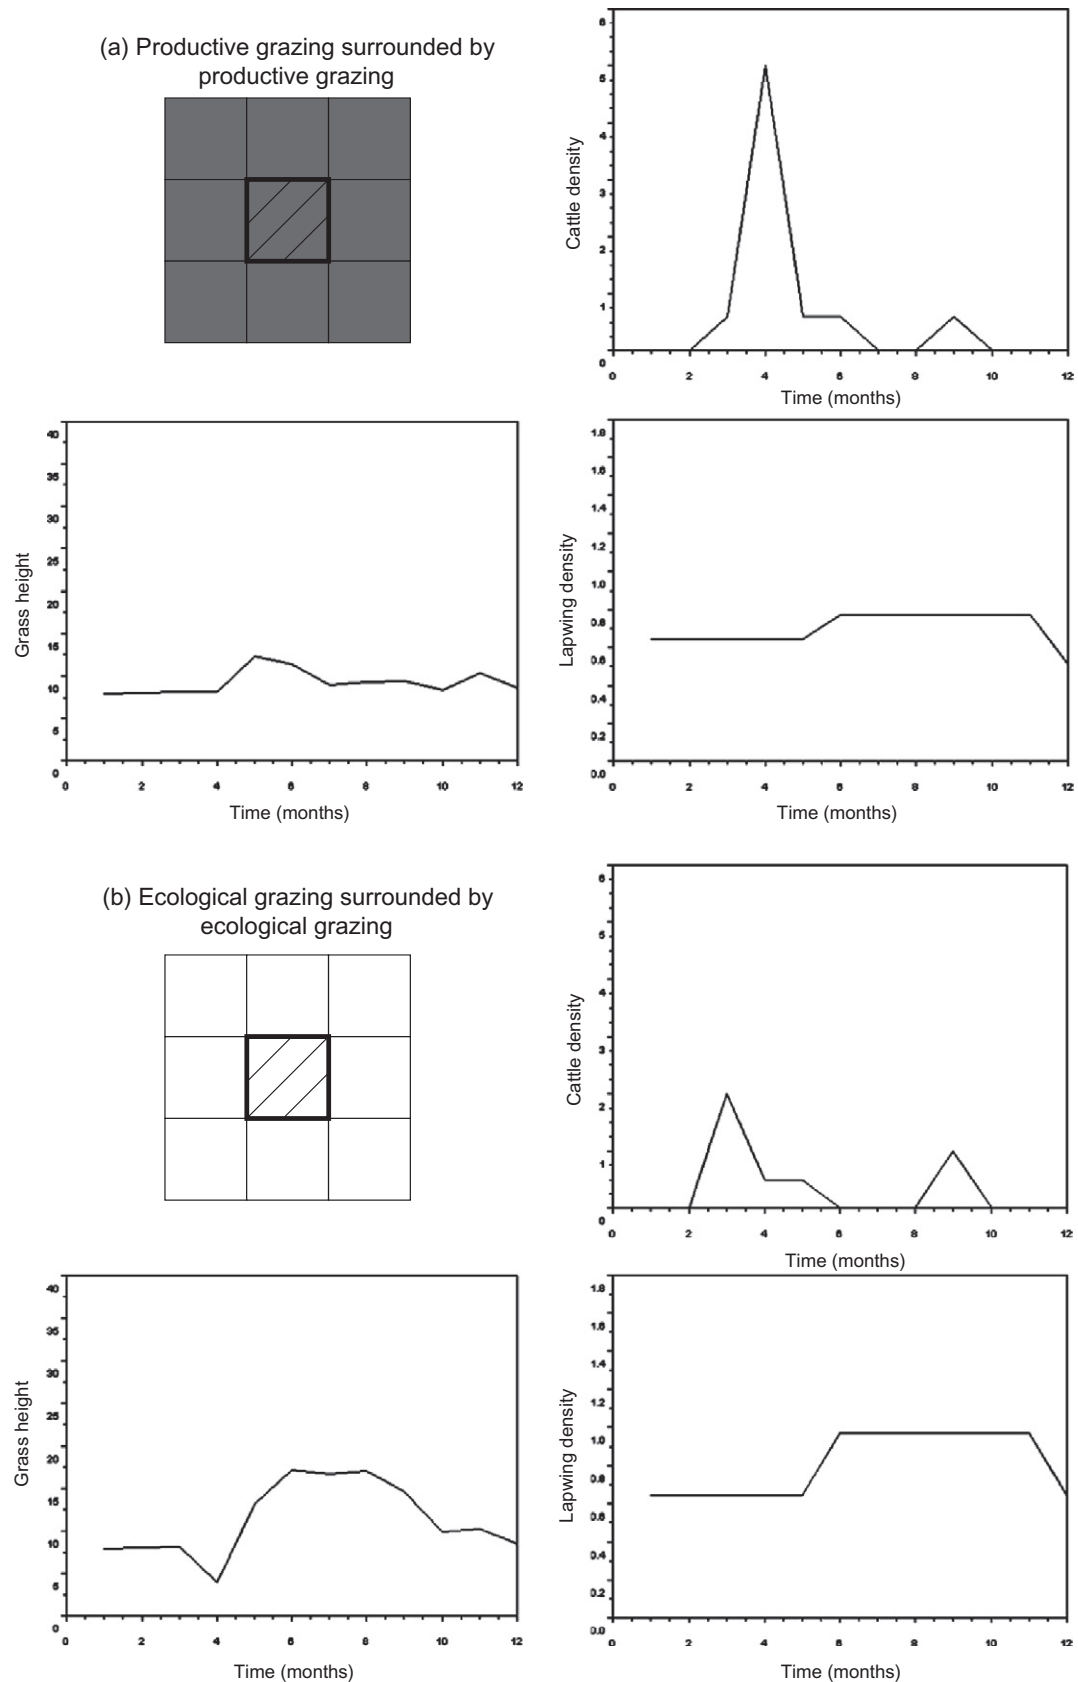 (a) Productive grazing surrounded by
productive grazing
6
5
4
3
2
1
0
Cattle density
0 2 4 6 8 10 12
Time (months)
40
35
30
25
20
15
10
5
0
Grass height
0 2 4 6 8 10 12
Time (months)
1.8
1.6
1.4
1.2
1.0
0.8
0.6
0.4
0.2
0.0
Lapwing density
0 2 4 6 8 10 12
Time (months)
(b) Ecological grazing surrounded by
ecological grazing
6
5
4
3
2
1
0
Cattle density
0 2 4 6 8 10 12
Time (months)
40
35
30
25
20
15
10
5
0
Grass height
0 2 4 6 8 10 12
Time (months)
1.8
1.6
1.4
1.2
1.0
0.8
0.6
0.4
0.2
0.0
Lapwing density
0 2 4 6 8 10 12
Time (months)